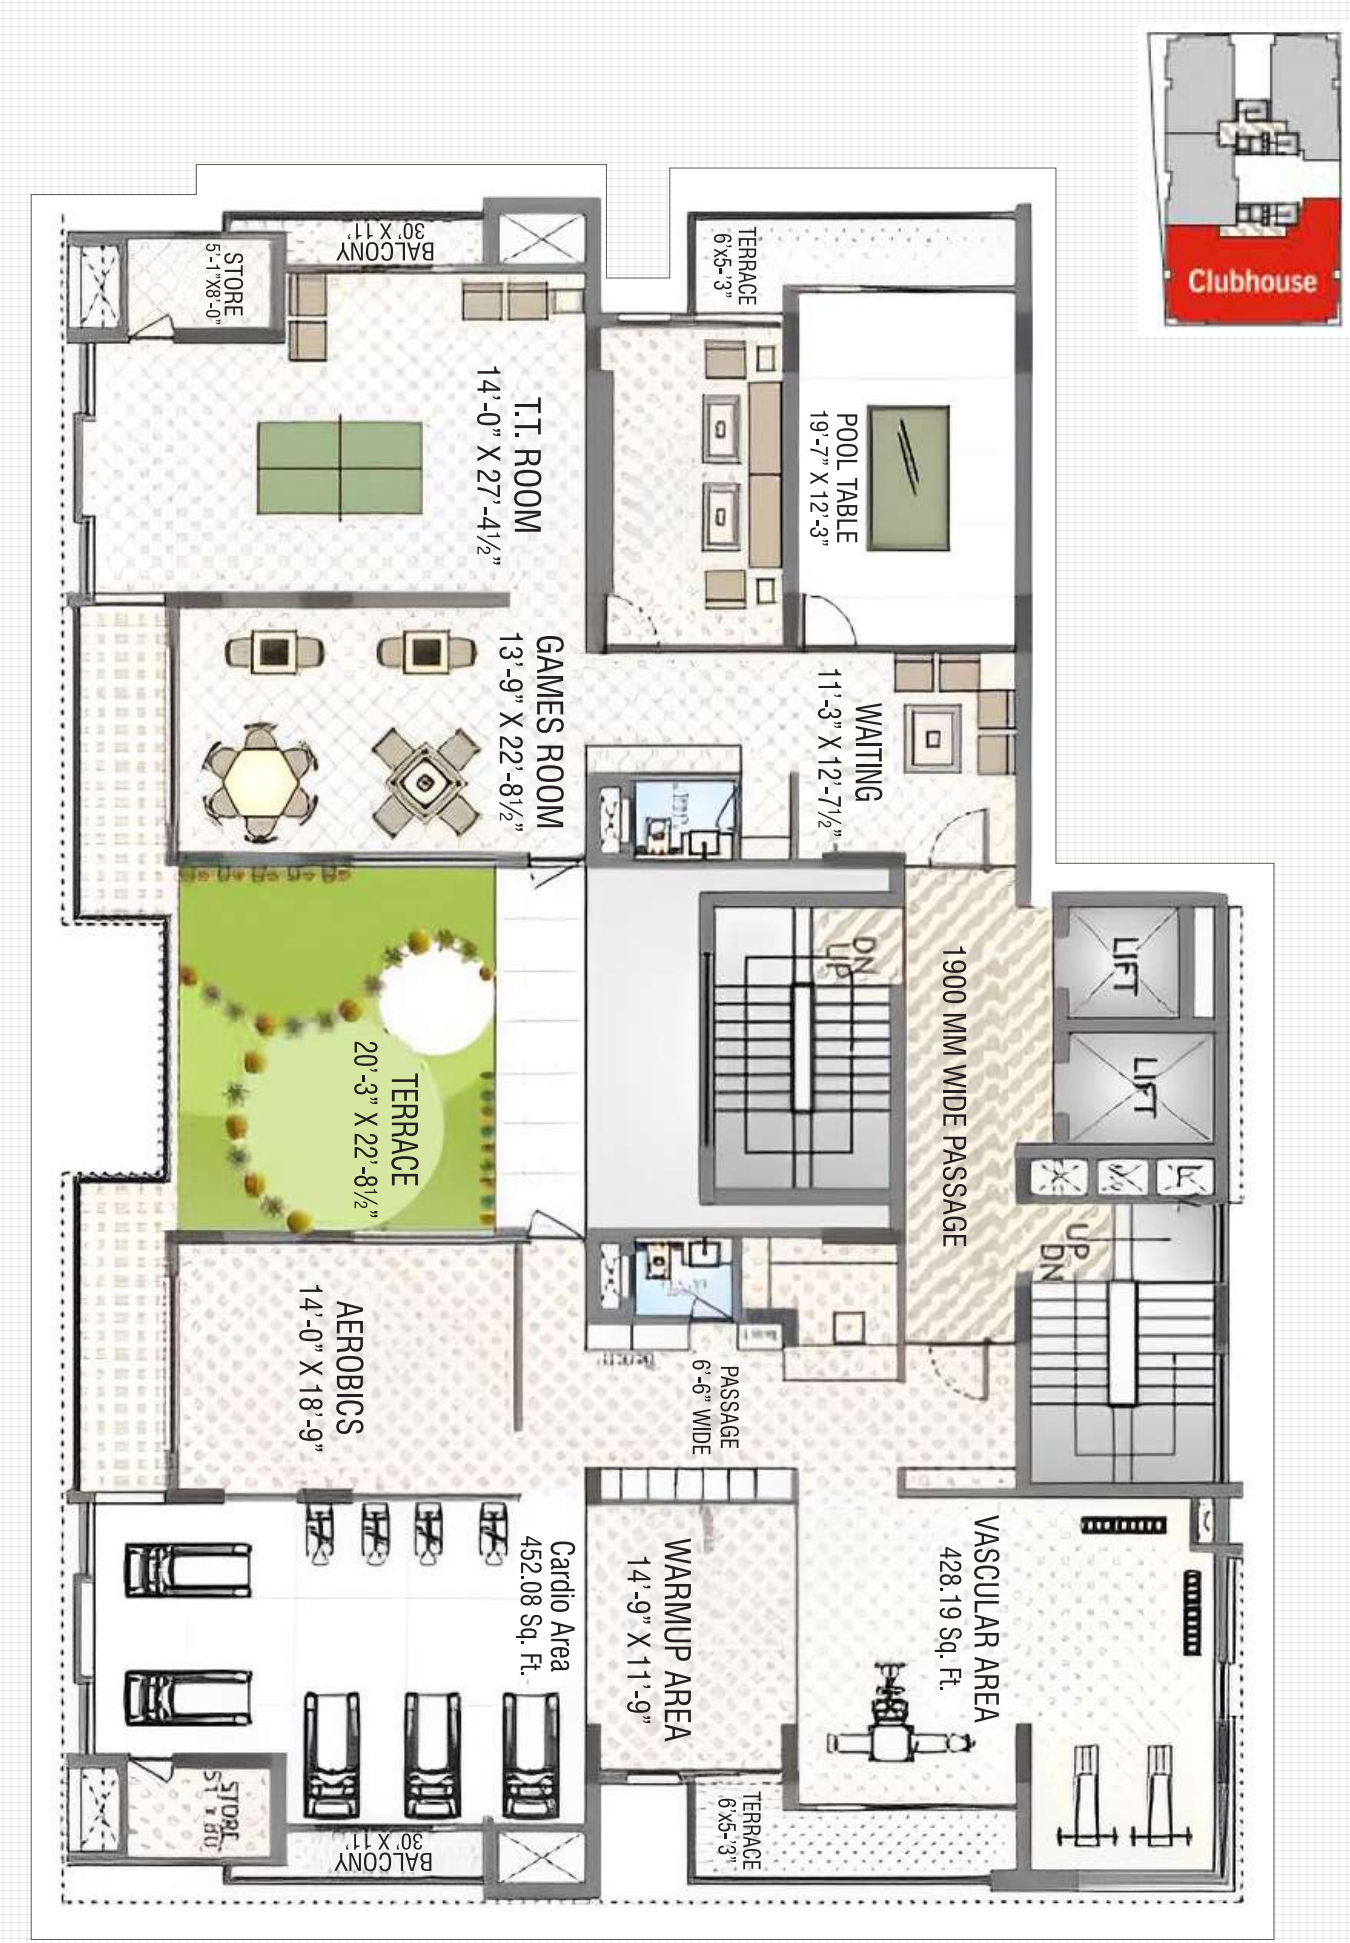 Clubhouse
BALCONY
30' X 11'
STORE
5'-1"X8'-0"
TERRACE
6'x5-'3"
T.T. ROOM
14'-0" X 27'-4½"
POOL TABLE
19'-7" X 12'-3"
GAMES ROOM
13'-9" X 22'-8½"
WAITING
11'-3" X 12'-7½"
DN
UP
1900 MM WIDE PASSAGE
LIFT
LIFT
TERRACE
20'-3" X 22'-8½"
UP
DN
AEROBICS
14'-0" X 18'-9"
PASSAGE
6'-6" WIDE
Cardio Area
452.08 Sq. Ft.
WARMUP AREA
14'-9" X 11'-9"
VASCULAR AREA
428.19 Sq. Ft.
STORE
TERRACE
6'x5-'3"
BALCONY
30' X 11'